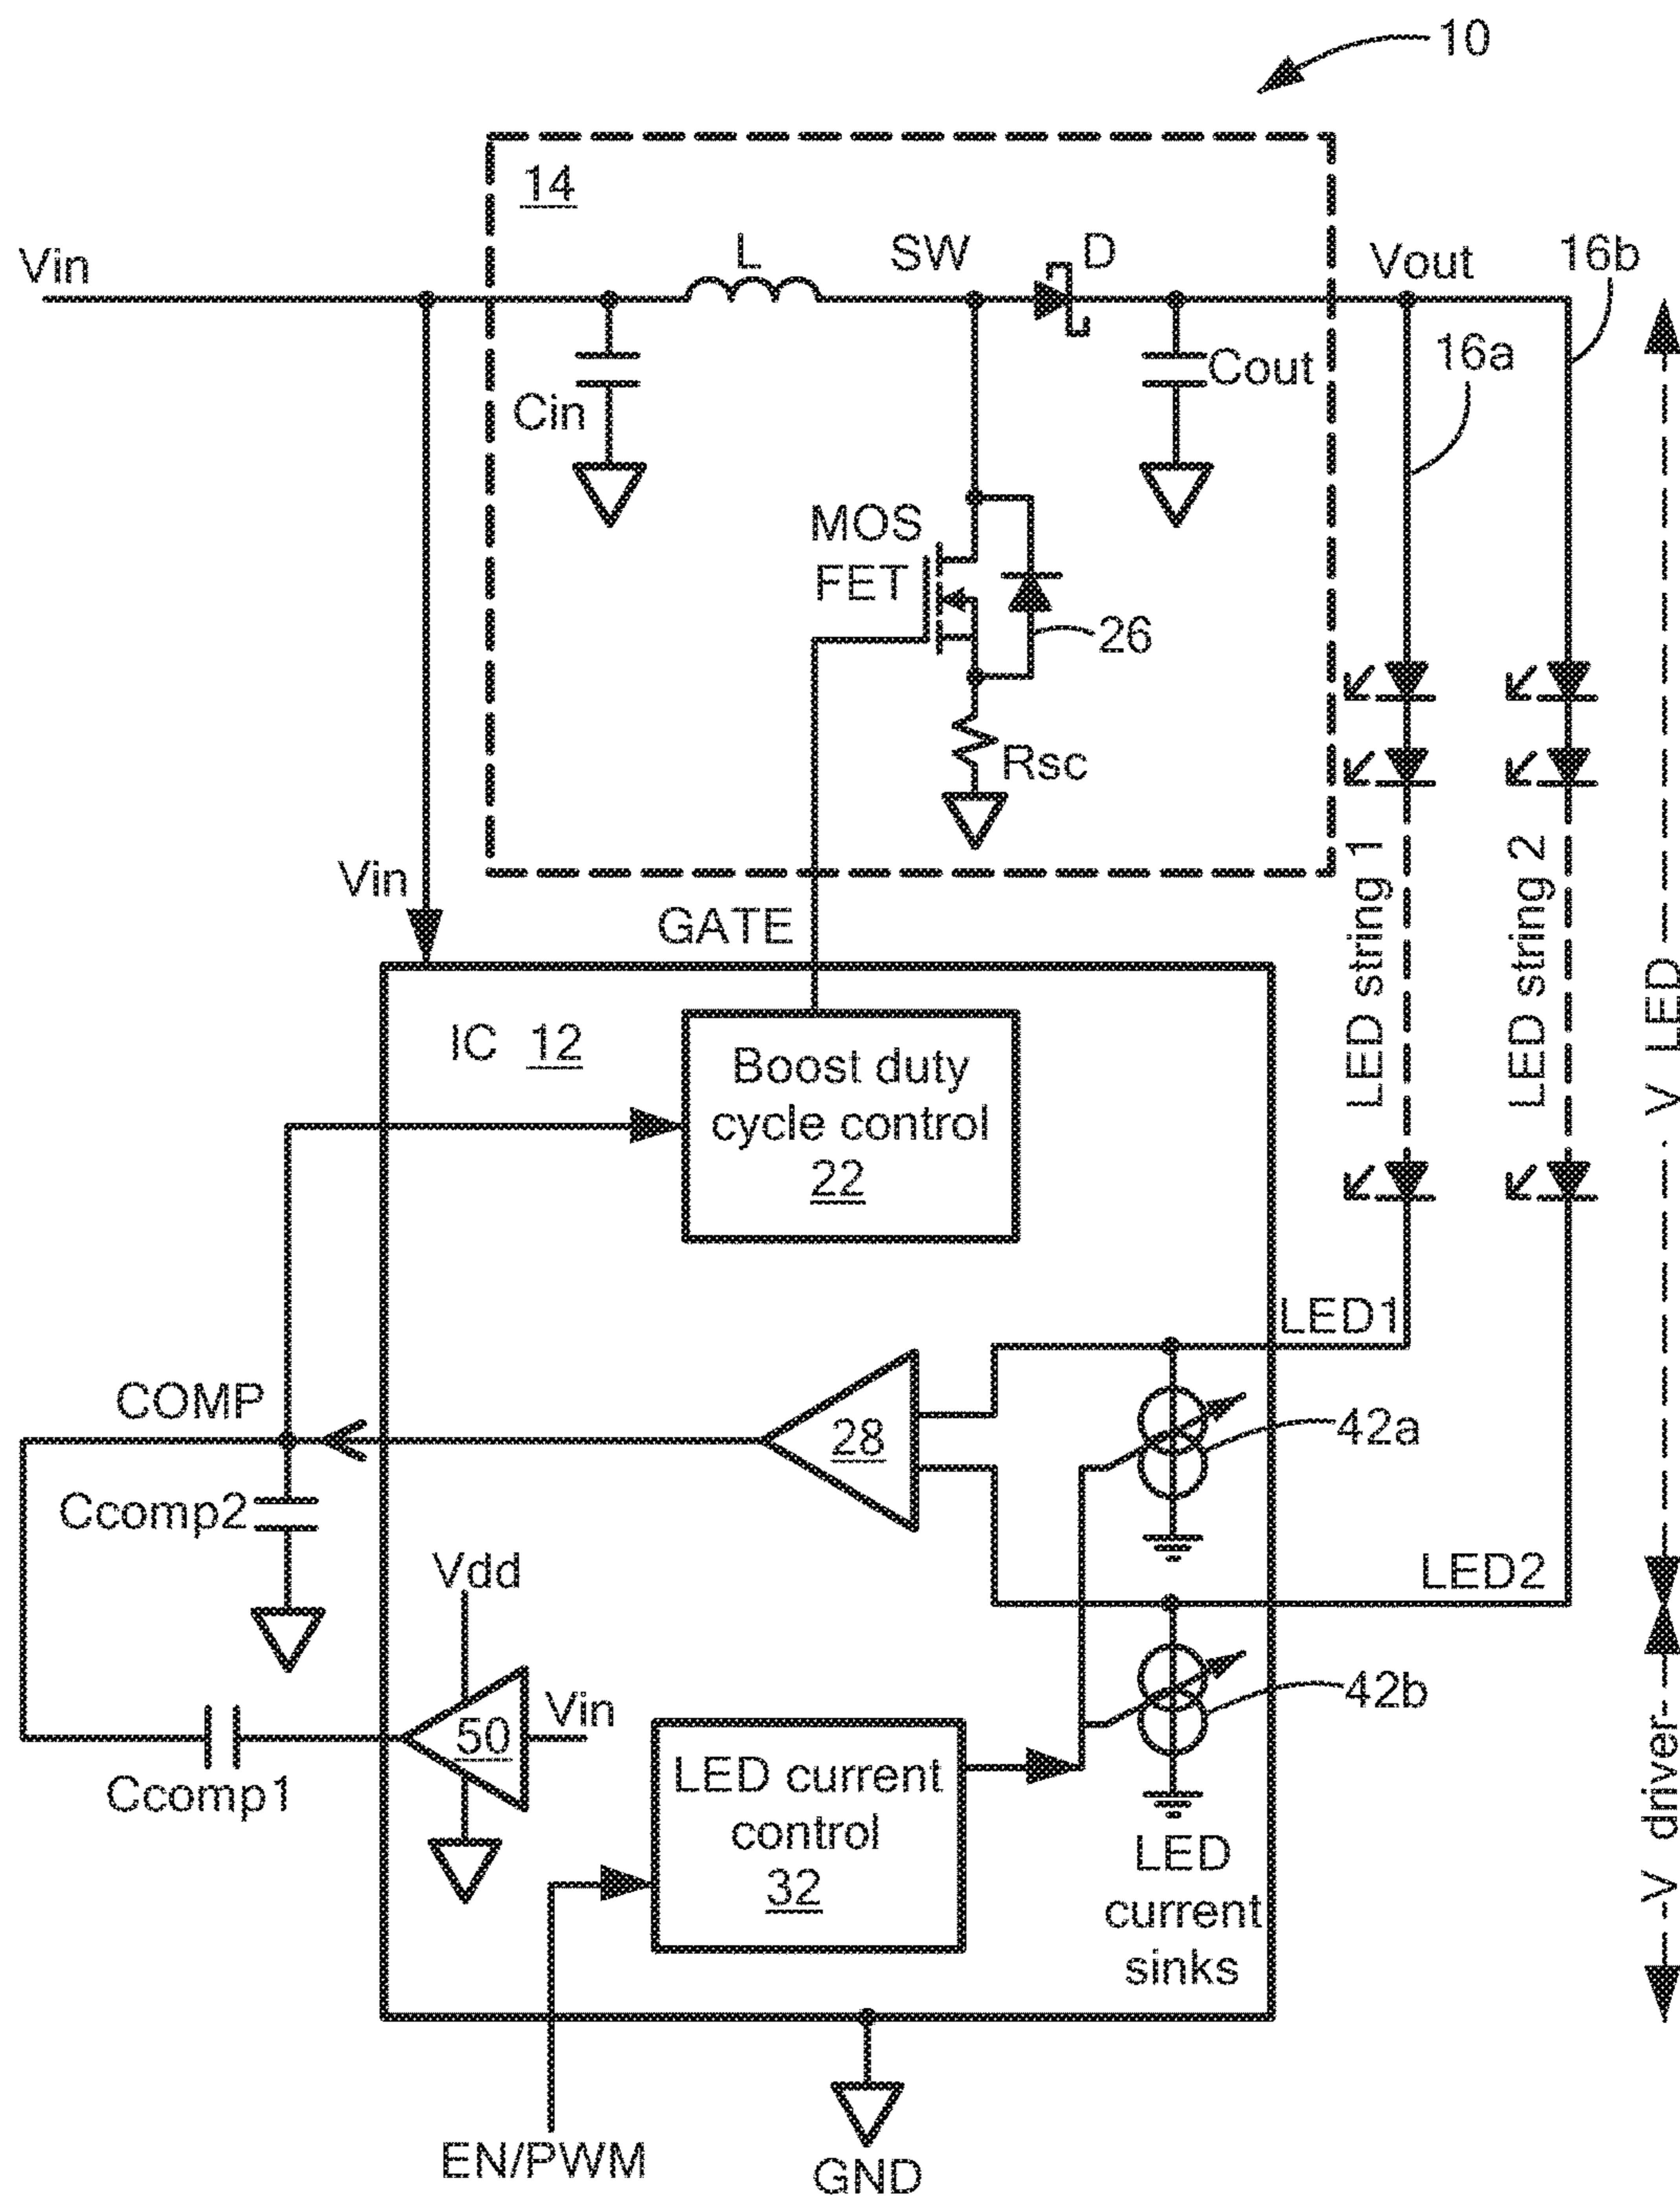 10
14
Vin
L
SW
D
Vout
16b
16a
Cin
Cout
MOS
FET
26
Rsc
Vin
GATE
LED string 1
LED string 2
V LED
IC 12
Boost duty
cycle control
22
LED1
COMP
28
42a
Ccomp2
LED2
Vdd
50
Vin
42b
Ccomp1
LED current
control
32
LED
current
sinks
V driver
EN/PWM
GND